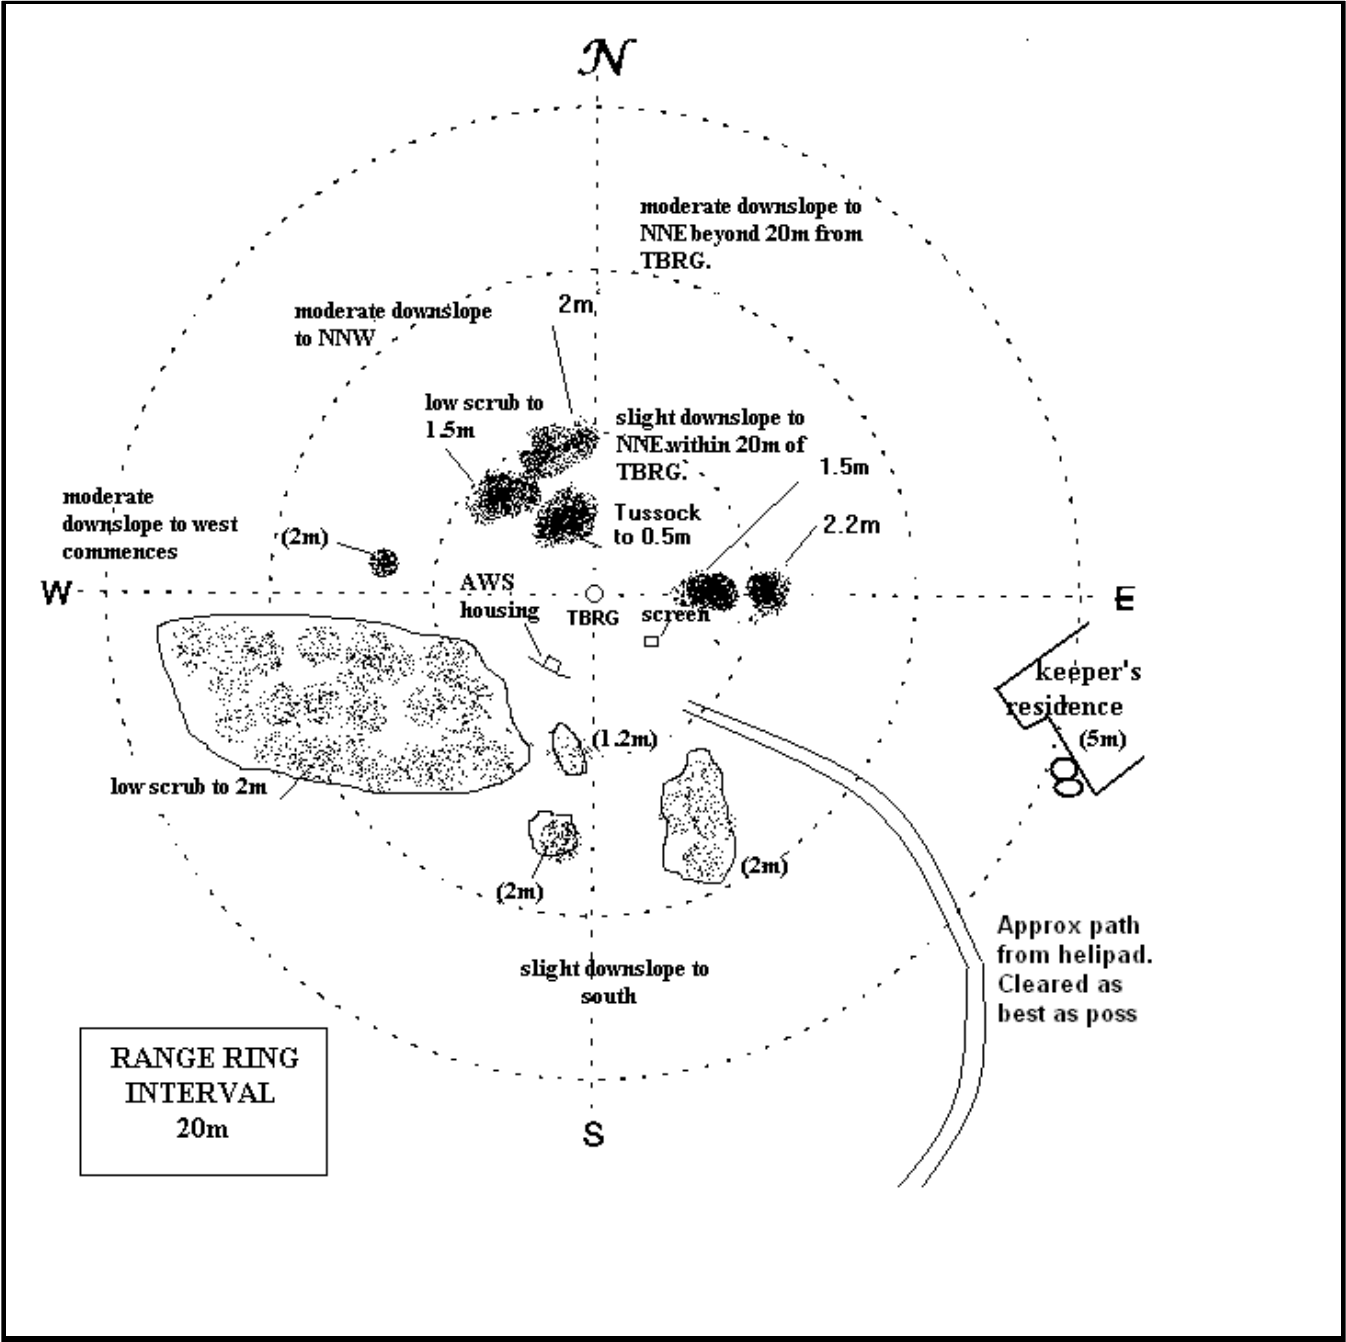 N
moderate downslope to
NNE beyond 20m from
TBRG.
moderate downslope
to NNW
2m
low scrub to
1.5m
slight downslope to
NNE within 20m of
TBRG.
1.5m
moderate
downslope to west
commences
(2m)
Tussock
to 0.5m
2.2m
W
AWS
housing
TBRG
screen
E
keeper's
residence
(5m)
(1.2m)
low scrub to 2m
(2m)
(2m)
slight downslope to
south
Approx path
from helipad.
Cleared as
best as poss
RANGE RING
INTERVAL
20m
S